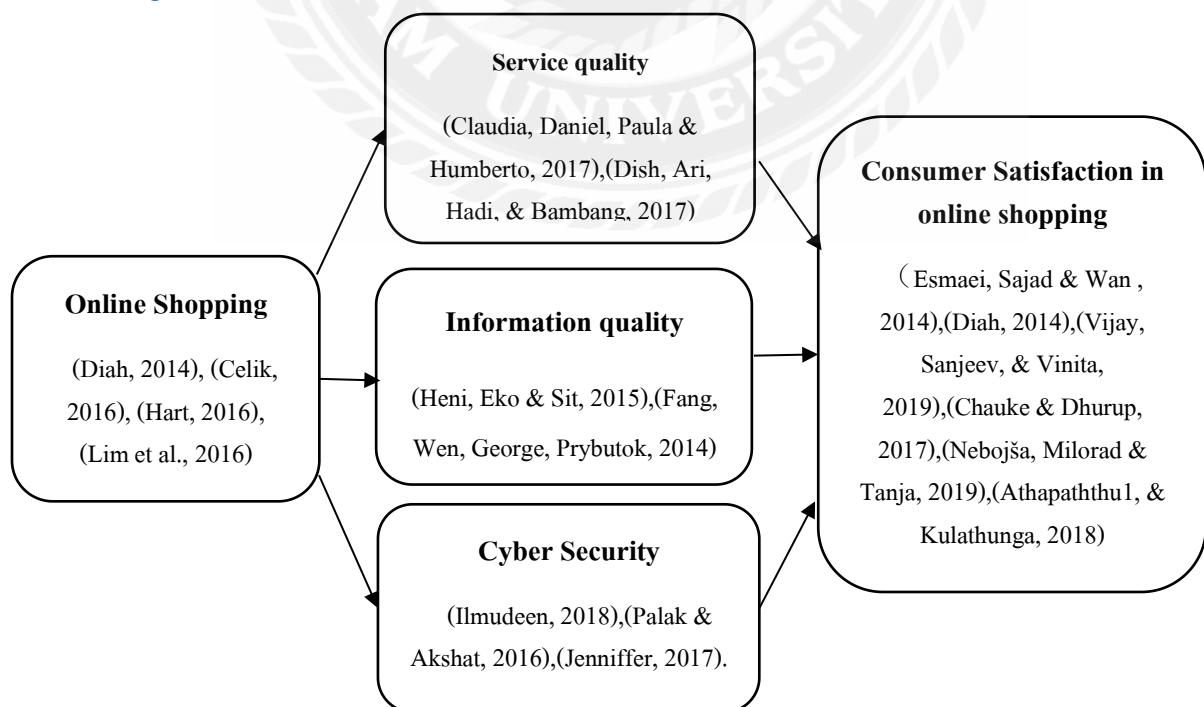 UNIVERSIT
Service quality
(Claudia, Daniel, Paula &
Humberto, 2017),(Dish, Ari,
Hadi, & Bambang, 2017)
Online Shopping
(Diah, 2014), (Celik,
2016), (Hart, 2016),
(Lim et al., 2016)
Information quality
(Heni, Eko & Sit, 2015),(Fang,
Wen, George, Prybutok, 2014)
Cyber Security
(Ilmudeen, 2018),(Palak &
Akshat, 2016),(Jenniffer, 2017).
Consumer Satisfaction in
online shopping
（Esmaei, Sajad & Wan ,
2014),(Diah, 2014),(Vijay,
Sanjeev, & Vinita,
2019),(Chauke & Dhurup,
2017),(Nebojša, Milorad &
Tanja, 2019),(Athapaththu1, &
Kulathunga, 2018)